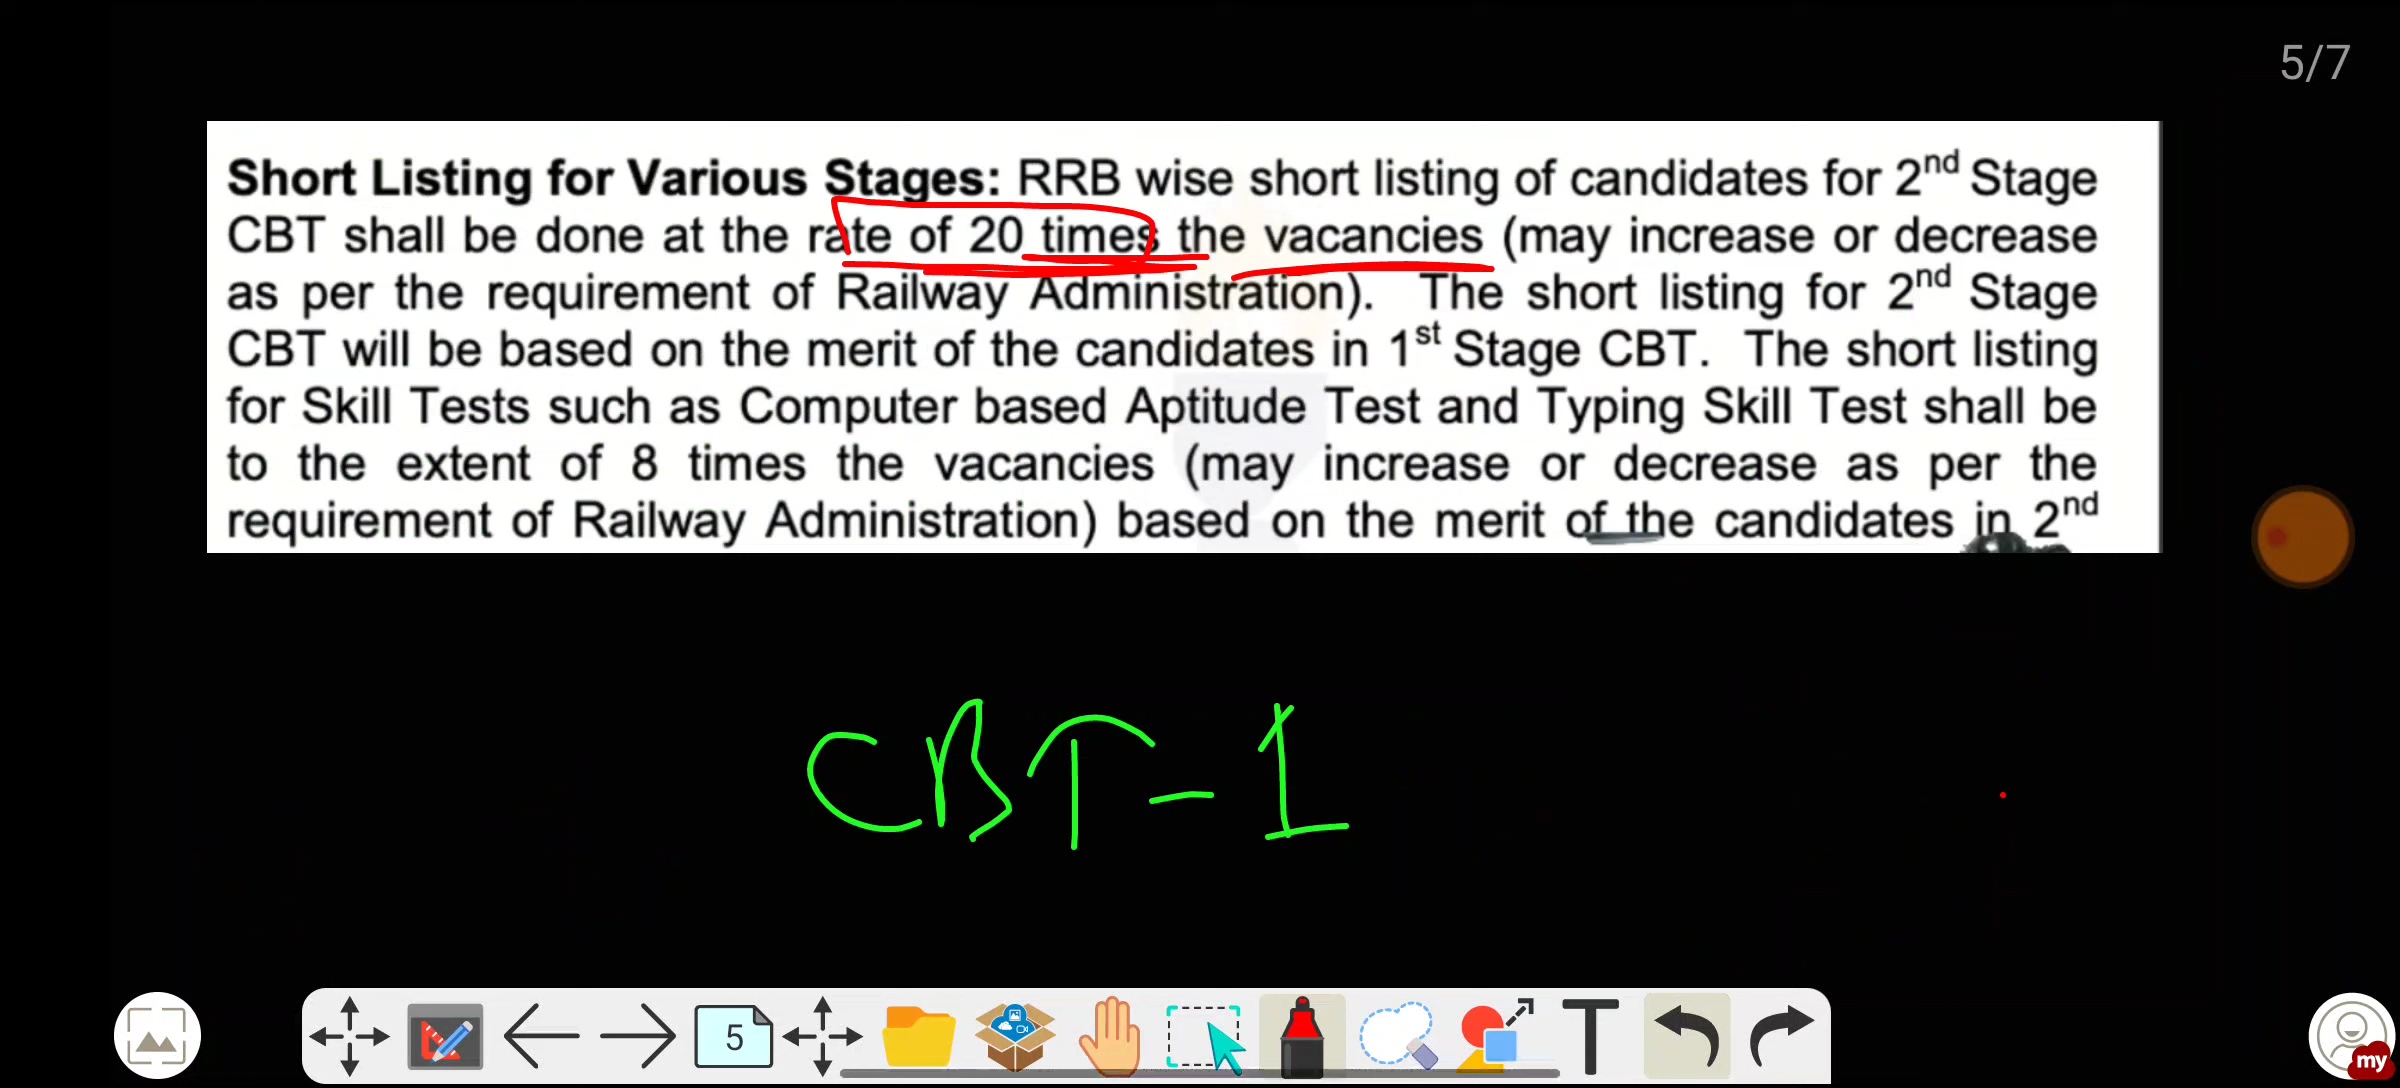 5/7
Short Listing for Various Stages: RRB wise short listing of candidates for 2nd Stage
CBT shall be done at the rate of 20 times the vacancies (may increase or decrease
as per the requirement of Railway Administration). The short listing for 2nd Stage
CBT will be based on the merit of the candidates in 1st Stage CBT. The short listing
for Skill Tests such as Computer based Aptitude Test and Typing Skill Test shall be
to the extent of 8 times the vacancies (may increase or decrease as per the
requirement of Railway Administration) based on the merit of the candidates in 2nd
CBT-1
5
T
my